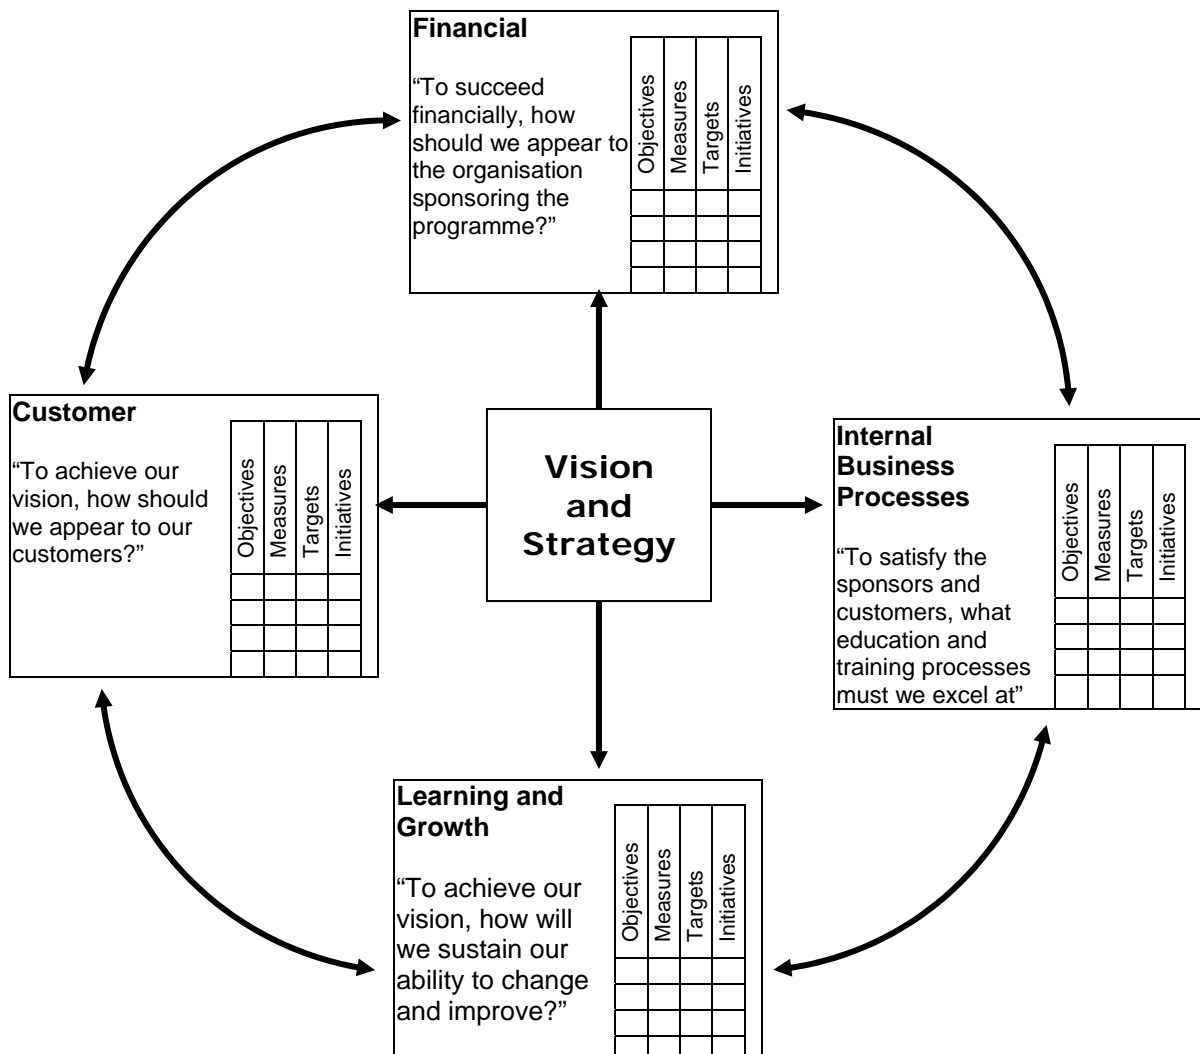 Financial
“To succeed
financially, how
should we appear to
the organisation
sponsoring the
programme?”
Objectives
Measures
Targets
Initiatives
Customer
“To achieve our
vision, how should
we appear to our
customers?”
Objectives
Measures
Targets
Initiatives
Vision
and
Strategy
Internal
Business
Processes
“To satisfy the
sponsors and
customers, what
education and
training processes
must we excel at”
Objectives
Measures
Targets
Initiatives
Learning and
Growth
“To achieve our
vision, how will
we sustain our
ability to change
and improve?”
Objectives
Measures
Targets
Initiatives